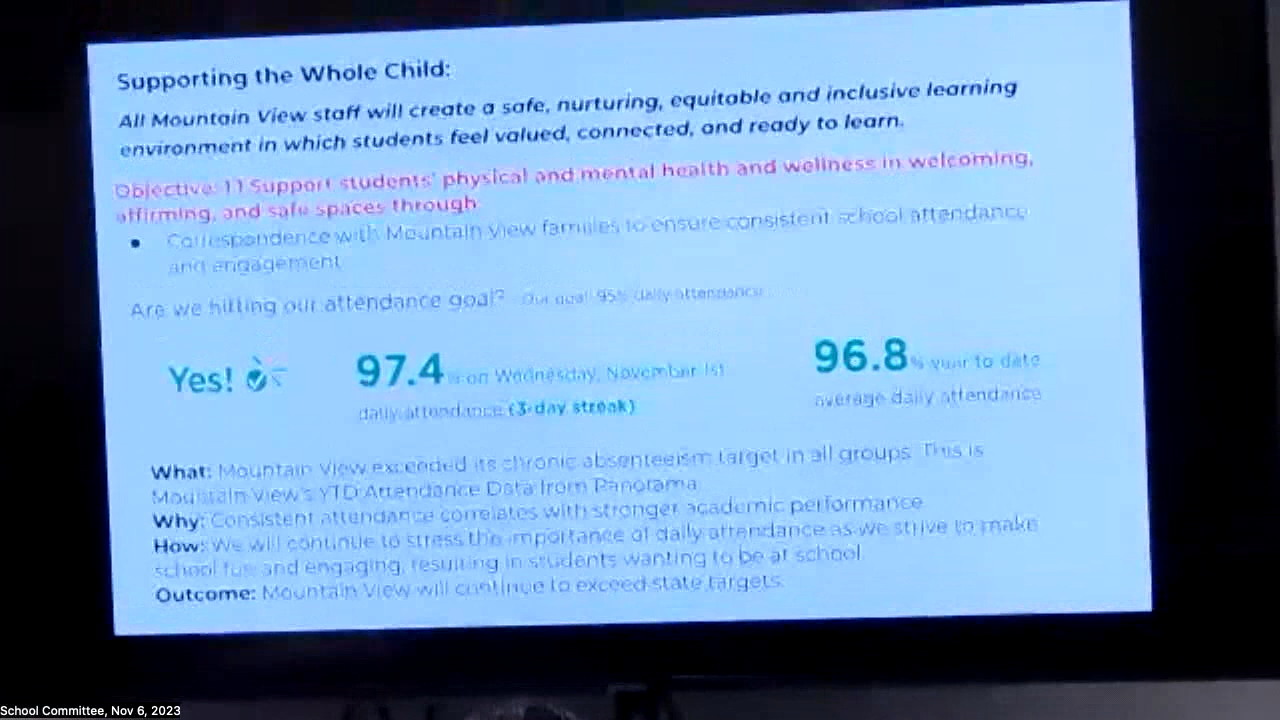 Supporting the Whole Child:
All Mountain View staff will create a safe, nurturing, equitable and inclusive learning
environment in which students feel valued, connected, and ready to learn.
Objective: 1) Support students' physical and mental health and wellness in welcoming,
affirming, and safe spaces through
• Correspondence with Mountain View families to ensure consistent school attendance
and engagement
Are we hitting our attendance goal? Our goal: 95% daily attendance
Yes! 97.4% on Wednesday, November 1st 96.8% year to date
daily attendance (3-day streak) average daily attendance
What: Mountain View exceeded its chronic absenteeism target in all groups. This is
Mountain View's YTD Attendance Data from Panorama
Why: Consistent attendance correlates with stronger academic performance
How: We will continue to stress the importance of daily attendance as we strive to make
school fun and engaging, resulting in students wanting to be at school.
Outcome: Mountain View will continue to exceed state targets.
School Committee, Nov 6, 2023